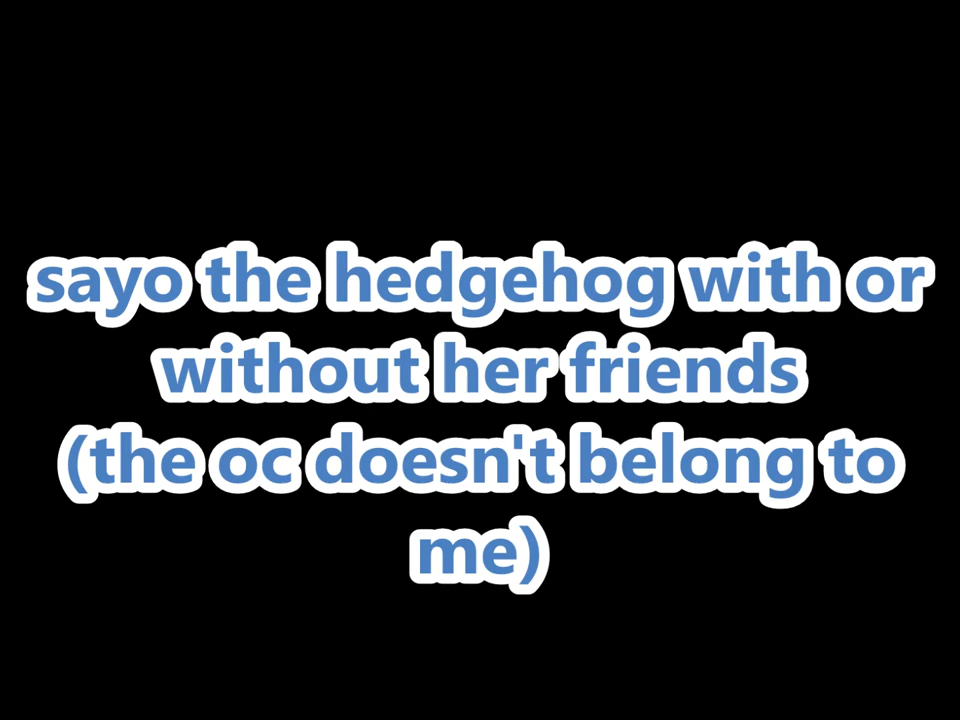 sayo the hedgehog with or
without her friends
(the oc doesn't belong to
me)